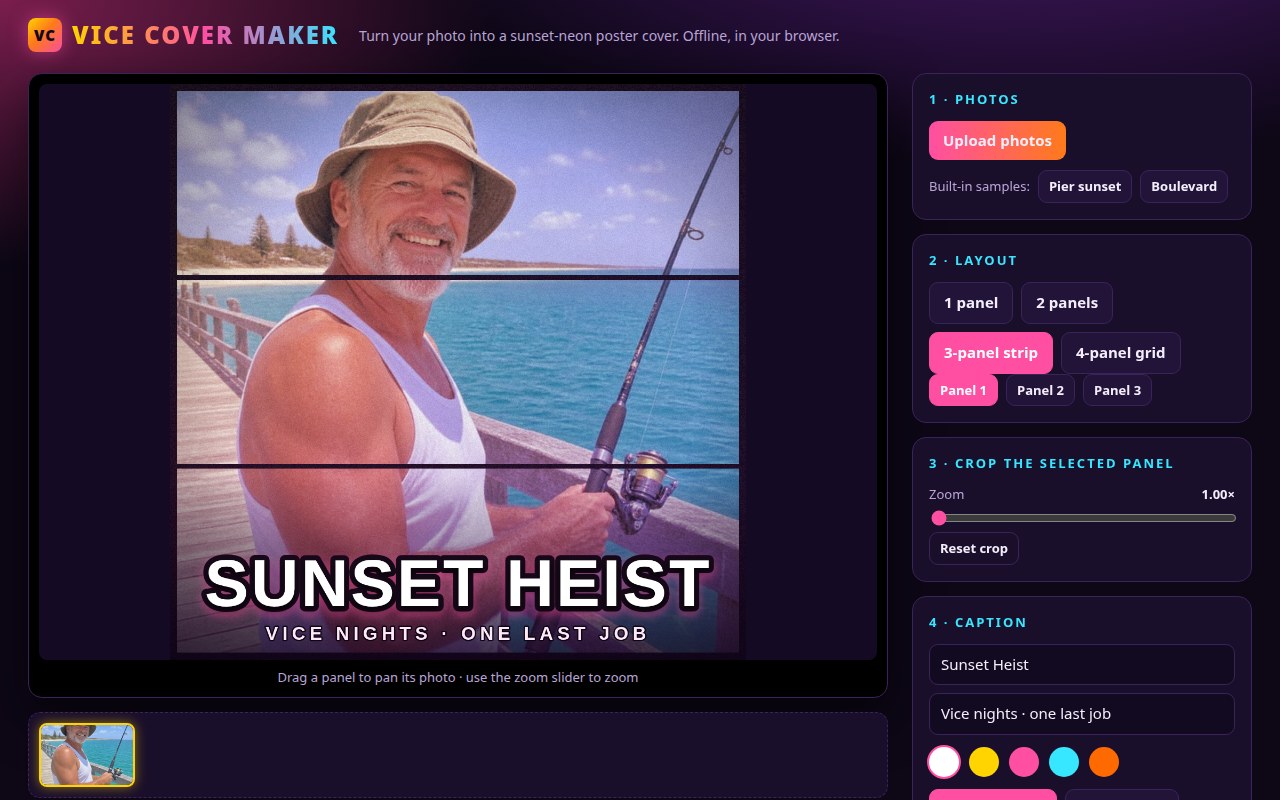 VC VICE COVER MAKER Turn your photo into a sunset-neon poster cover. Offline, in your browser.
SUNSET HEIST
VICE NIGHTS · ONE LAST JOB
Drag a panel to pan its photo · use the zoom slider to zoom
1 · PHOTOS
Upload photos
Built-in samples: Pier sunset Boulevard
2 · LAYOUT
1 panel 2 panels
3-panel strip 4-panel grid
Panel 1 Panel 2 Panel 3
3 · CROP THE SELECTED PANEL
Zoom 1.00×
Reset crop
4 · CAPTION
Sunset Heist
Vice nights · one last job